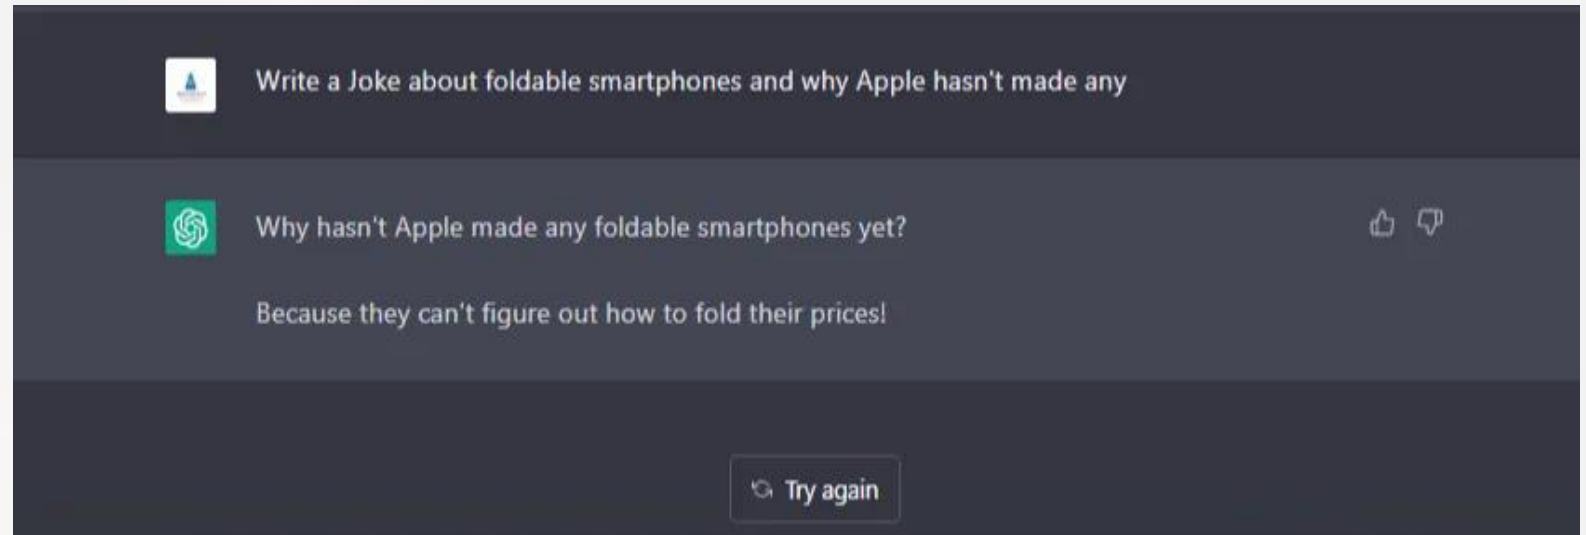 Write a Joke about foldable smartphones and why Apple hasn't made any
Why hasn't Apple made any foldable smartphones yet?
Because they can't figure out how to fold their prices!
Try again